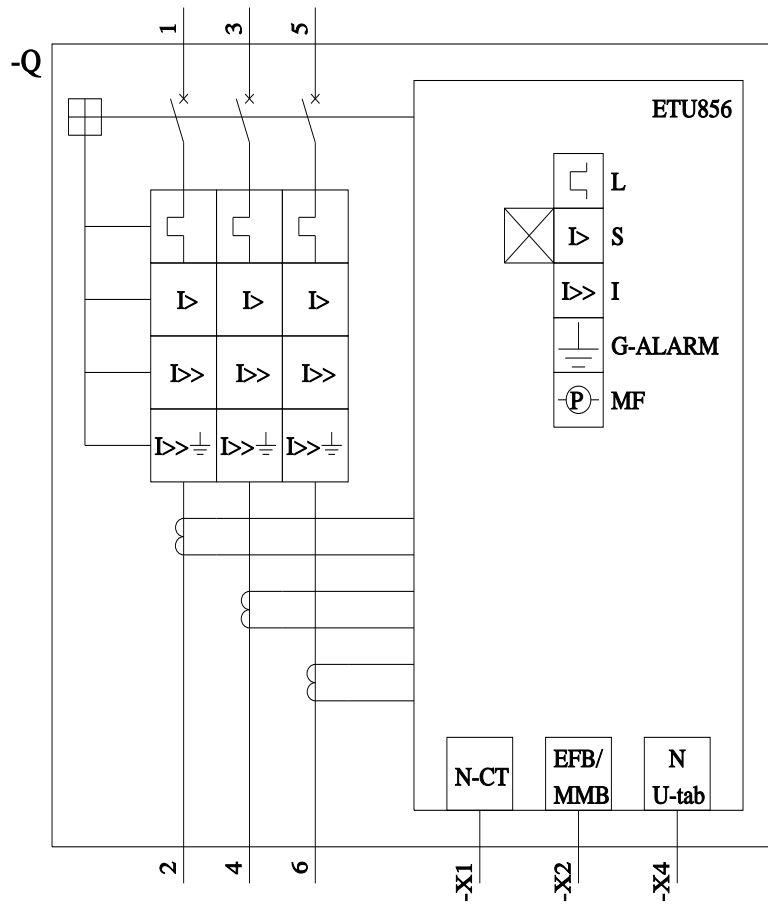 1 3 5
-Q
ETU856
L
I> S
I> I> I>
I>> I
G-ALARM
I>> I>> I>>
P MF
I>> I>> I>>
N-CT
EFB/
MMB
N
U-tab
2 4 6
-X1 -X2 -X4